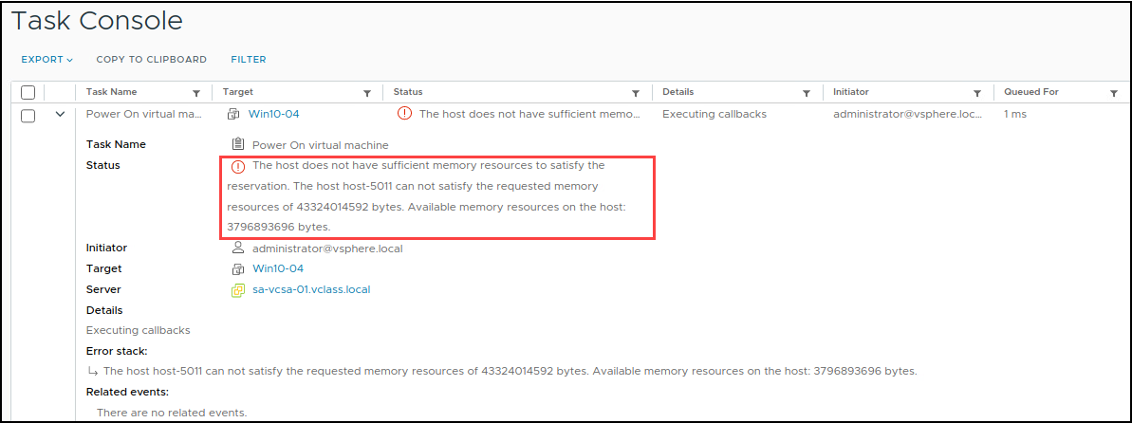 Task Console
EXPORT COPY TO CLIPBOARD FILTER
Task Name Target Status Details Initiator Queued For
Power On virtual ma... Win10-04 The host does not have sufficient memo... Executing callbacks administrator@vsphere.loc... 1 ms
Task Name Power On virtual machine
Status The host does not have sufficient memory resources to satisfy the
reservation. The host host-5011 can not satisfy the requested memory
resources of 43324014592 bytes. Available memory resources on the host:
3796893696 bytes.
Initiator administrator@vsphere.local
Target Win10-04
Server sa-vcsa-01.vclass.local
Details
Executing callbacks
Error stack:
The host host-5011 can not satisfy the requested memory resources of 43324014592 bytes. Available memory resources on the host: 3796893696 bytes.
Related events:
There are no related events.